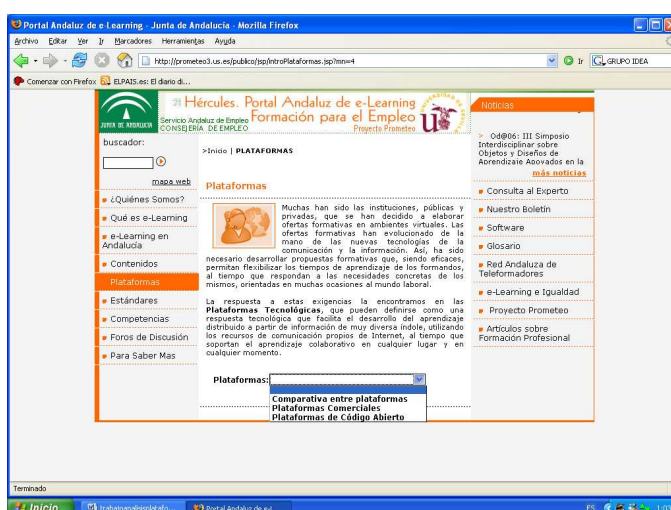 Portal Andaluz de e-Learning - Junta de Andalucia - Mozilla Firefox
Archivo Editar Ver Ir Marcadores Herramientas Ayuda
http://prometeo3.us.es/publico/jsp/introPlataformas.jsp?mn=4
Ir
GRUPO IDEA
Comenzar con Firefox
ELPAIS.es: El diario di...
JUNTA DE ANDALUCIA
Servicio Andaluz de Empleo
CONSEJERÍA DE EMPLEO
Hércules. Portal Andaluz de e-Learning
Formación para el Empleo
Proyecto Prometeo
buscador:
mapa web
¿Quiénes Somos?
Qué es e-Learning
e-Learning en
Andalucía
Contenidos
Plataformas
Estándares
Competencias
Foros de Discusión
Para Saber Mas
>Inicio | PLATAFORMAS
Plataformas
Muchas han sido las instituciones, públicas y
privadas, que se han decidido a elaborar
ofertas formativas en ambientes virtuales. Las
ofertas formativas han evolucionado de la
mano de las nuevas tecnologías de la
comunicación y la información. Así, ha sido
necesario desarrollar propuestas formativas que, siendo eficaces,
permitan flexibilizar los tiempos de aprendizaje de los formandos,
al tiempo que respondan a las necesidades concretas de los
mismos, orientadas en muchas ocasiones al mundo laboral.
La respuesta a estas exigencias la encontramos en las
Plataformas Tecnológicas, que pueden definirse como una
respuesta tecnológica que facilita el desarrollo del aprendizaje
distribuido a partir de información de muy diversa índole, utilizando
los recursos de comunicación propios de Internet, al tiempo que
soportan el aprendizaje colaborativo en cualquier lugar y en
cualquier momento.
Plataformas:
Comparativa entre plataformas
Plataformas Comerciales
Plataformas de Código Abierto
Noticias
> Od@06: III Simposio
Interdisciplinar sobre
Objetos y Diseños de
Aprendizaje Apoyados en la
más noticias
Consulta al Experto
Nuestro Boletín
Software
Glosario
Red Andaluza de
Teleformadores
e-Learning e Igualdad
Proyecto Prometeo
Artículos sobre
Formación Profesional
Terminado
Inicio
Portal Andaluz de e-L...
ES